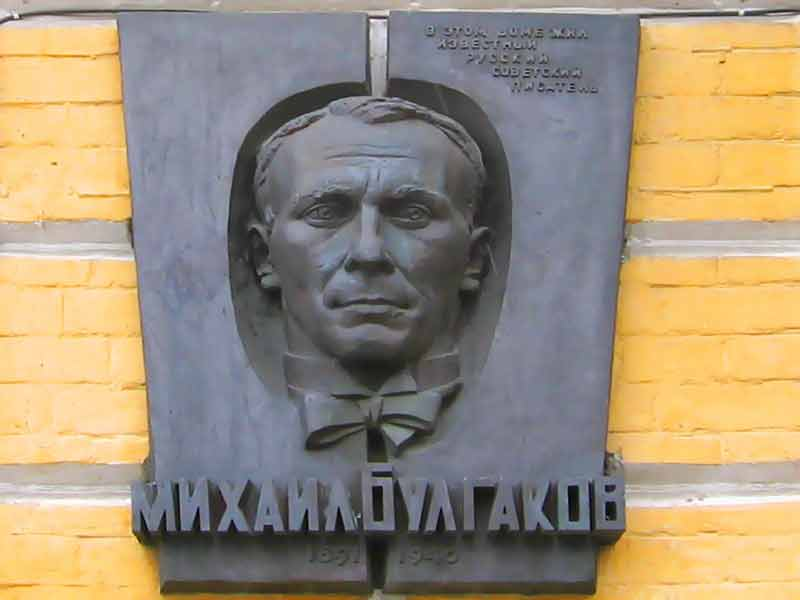 В ЭТОМ ДОМЕ ЖИЛ
ИЗВЕСТНЫЙ
РУССКИЙ
СОВЕТСКИЙ
ПИСАТЕЛЬ
МИХАИЛ БУЛГАКОВ
1891 1940